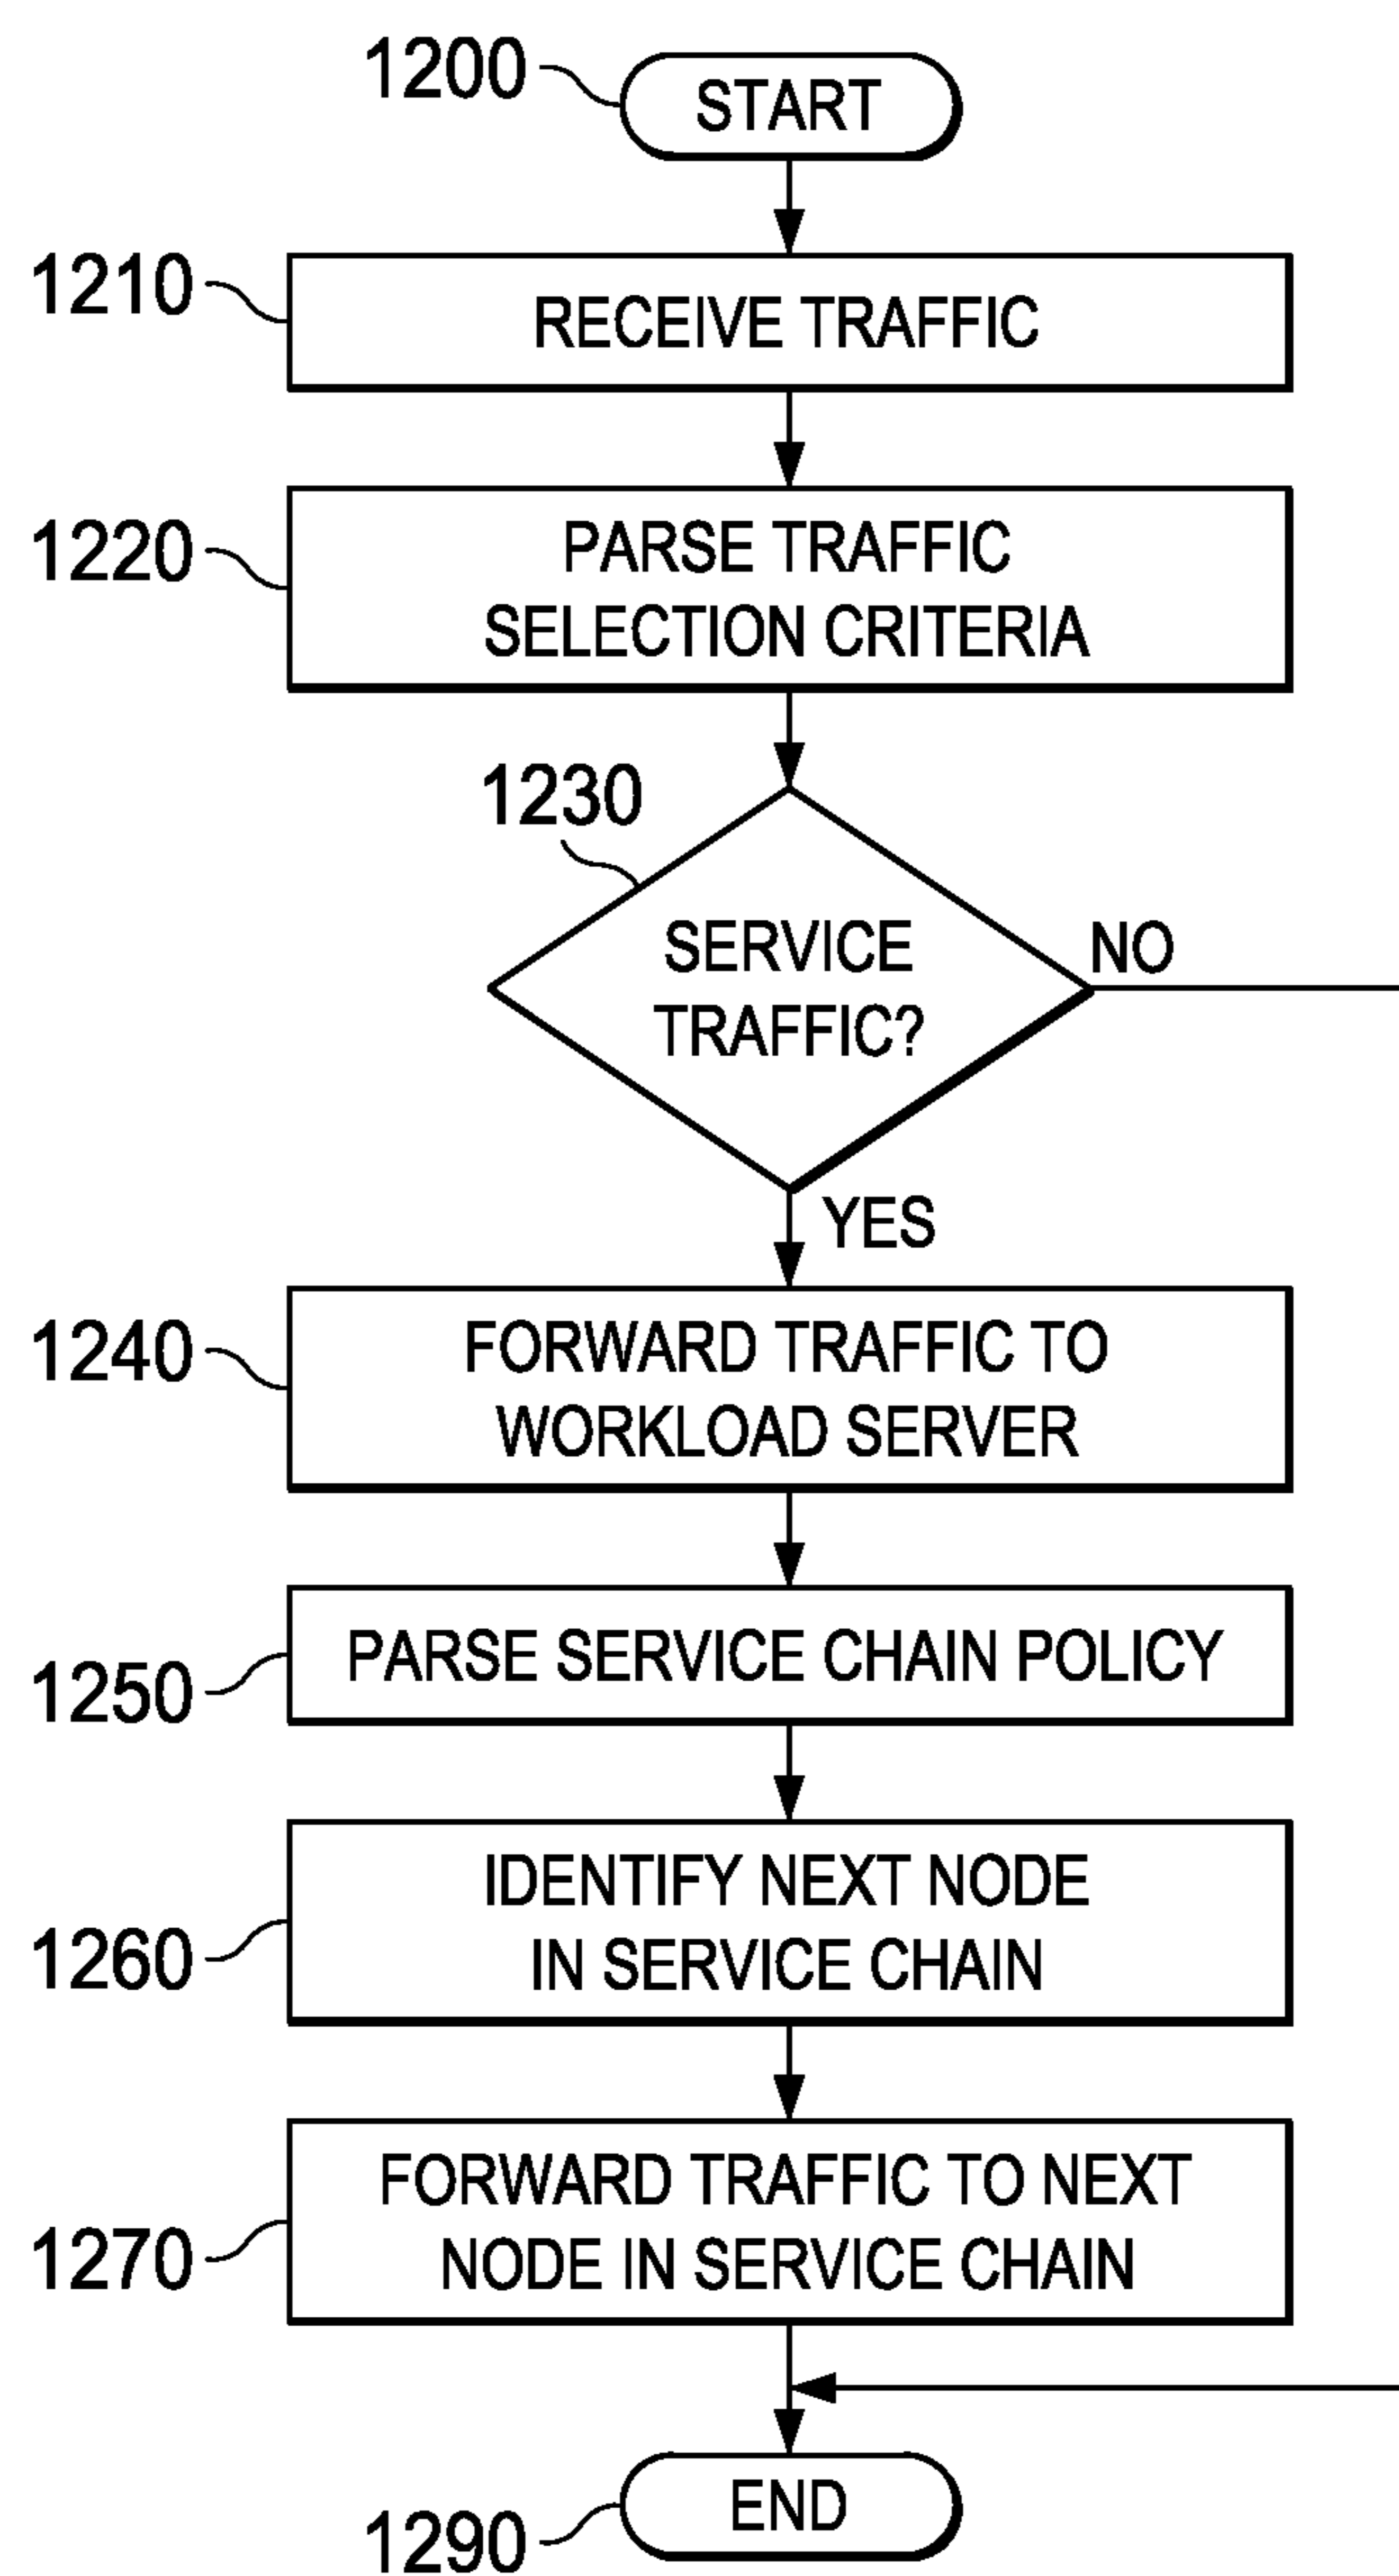 1200
START
1210
RECEIVE TRAFFIC
1220
PARSE TRAFFIC
SELECTION CRITERIA
1230
SERVICE
TRAFFIC?
NO
YES
1240
FORWARD TRAFFIC TO
WORKLOAD SERVER
1250
PARSE SERVICE CHAIN POLICY
1260
IDENTIFY NEXT NODE
IN SERVICE CHAIN
1270
FORWARD TRAFFIC TO NEXT
NODE IN SERVICE CHAIN
1290
END